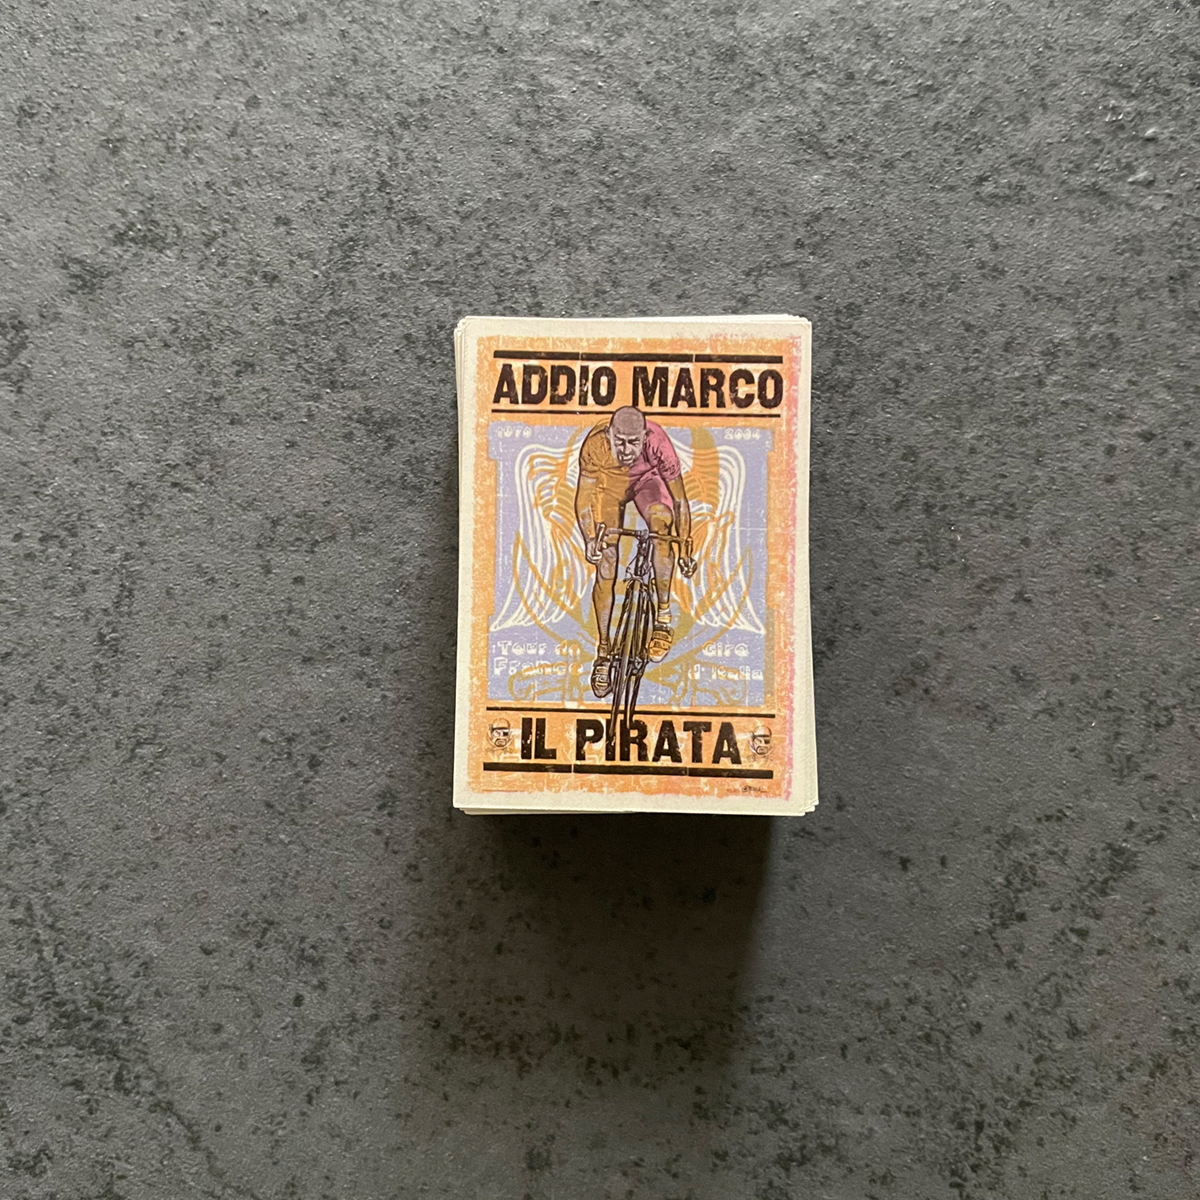 ADDIO MARCO
1970 2004
Tour de Giro
France d'Italia
IL PIRATA